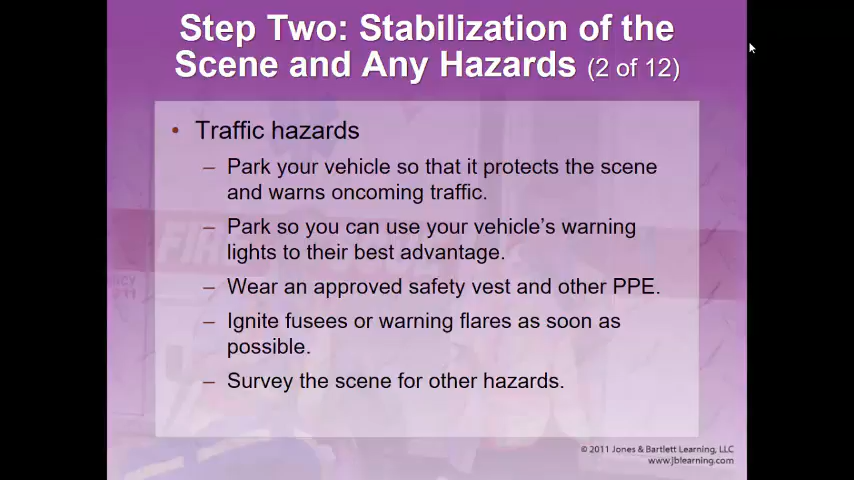 Step Two: Stabilization of the
Scene and Any Hazards (2 of 12)
• Traffic hazards
– Park your vehicle so that it protects the scene
and warns oncoming traffic.
– Park so you can use your vehicle’s warning
lights to their best advantage.
– Wear an approved safety vest and other PPE.
– Ignite fusees or warning flares as soon as
possible.
– Survey the scene for other hazards.
© 2011 Jones & Bartlett Learning, LLC
www.jblearning.com